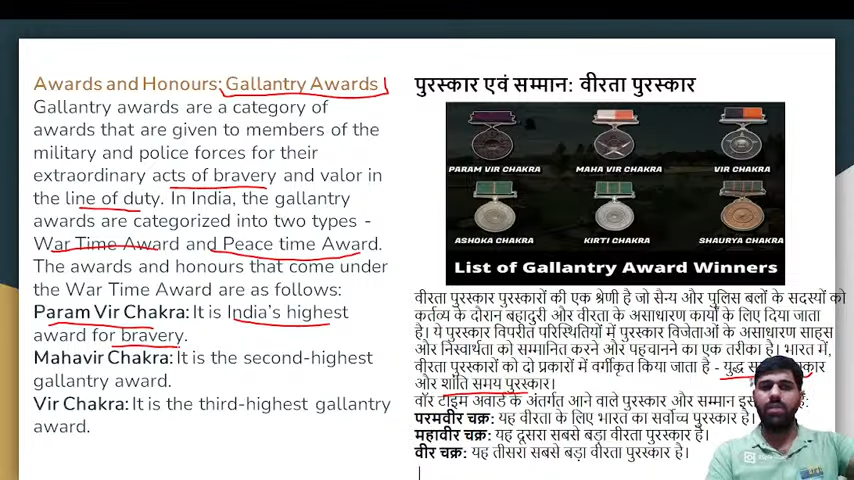 Awards and Honours: Gallantry Awards
Gallantry awards are a category of
awards that are given to members of the
military and police forces for their
extraordinary acts of bravery and valor in
the line of duty. In India, the gallantry
awards are categorized into two types -
War Time Award and Peace time Award.
The awards and honours that come under
the War Time Award are as follows:
Param Vir Chakra: It is India's highest
award for bravery.
Mahavir Chakra: It is the second-highest
gallantry award.
Vir Chakra: It is the third-highest gallantry
award.
पुरस्कार एवं सम्मान: वीरता पुरस्कार
PARAM VIR CHAKRA MAHA VIR CHAKRA VIR CHAKRA
ASHOKA CHAKRA KIRTI CHAKRA SHAURYA CHAKRA
List of Gallantry Award Winners
वीरता पुरस्कार पुरस्कारों की एक श्रेणी है जो सैन्य और पुलिस बलों के सदस्यों को
कर्तव्य के दौरान बहादुरी और वीरता के असाधारण कार्यों के लिए दिया जाता
है। ये पुरस्कार विपरीत परिस्थितियों में पुरस्कार विजेताओं के असाधारण साहस
और निस्वार्थता को सम्मानित करने और पहचानने का एक तरीका है। भारत में,
वीरता पुरस्कारों को दो प्रकारों में वर्गीकृत किया जाता है - युद्ध
और शांति समय पुरस्कार।
वॉर टाइम अवार्ड के अंतर्गत आने वाले पुरस्कार और सम्मान हैं:
परमवीर चक्र: यह वीरता के लिए भारत का सर्वोच्च पुरस्कार है।
महावीर चक्र: यह दूसरा सबसे बड़ा वीरता पुरस्कार है।
वीर चक्र: यह तीसरा सबसे बड़ा वीरता पुरस्कार है।